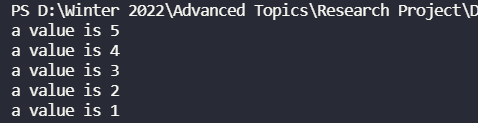 PS D:\Winter 2022\Advanced Topics\Research Project\D
a value is 5
a value is 4
a value is 3
a value is 2
a value is 1